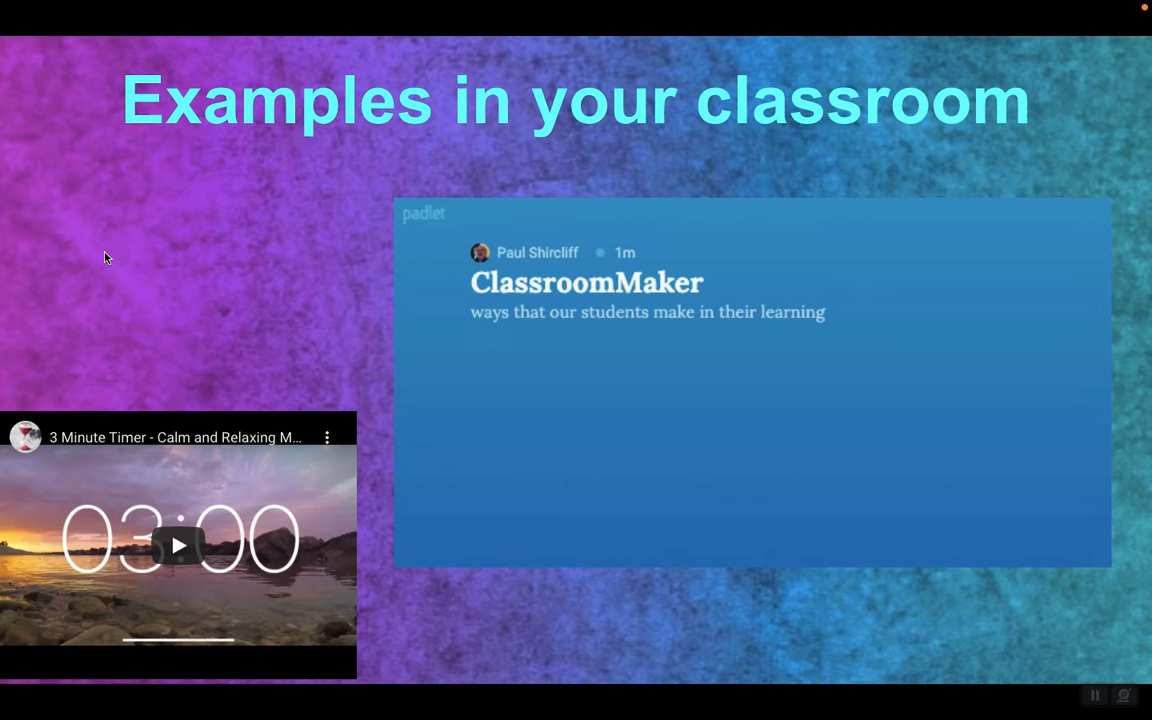 Examples in your classroom
padlet
Paul Shircliff 1m
ClassroomMaker
ways that our students make in their learning
3 Minute Timer - Calm and Relaxing M...
03:00